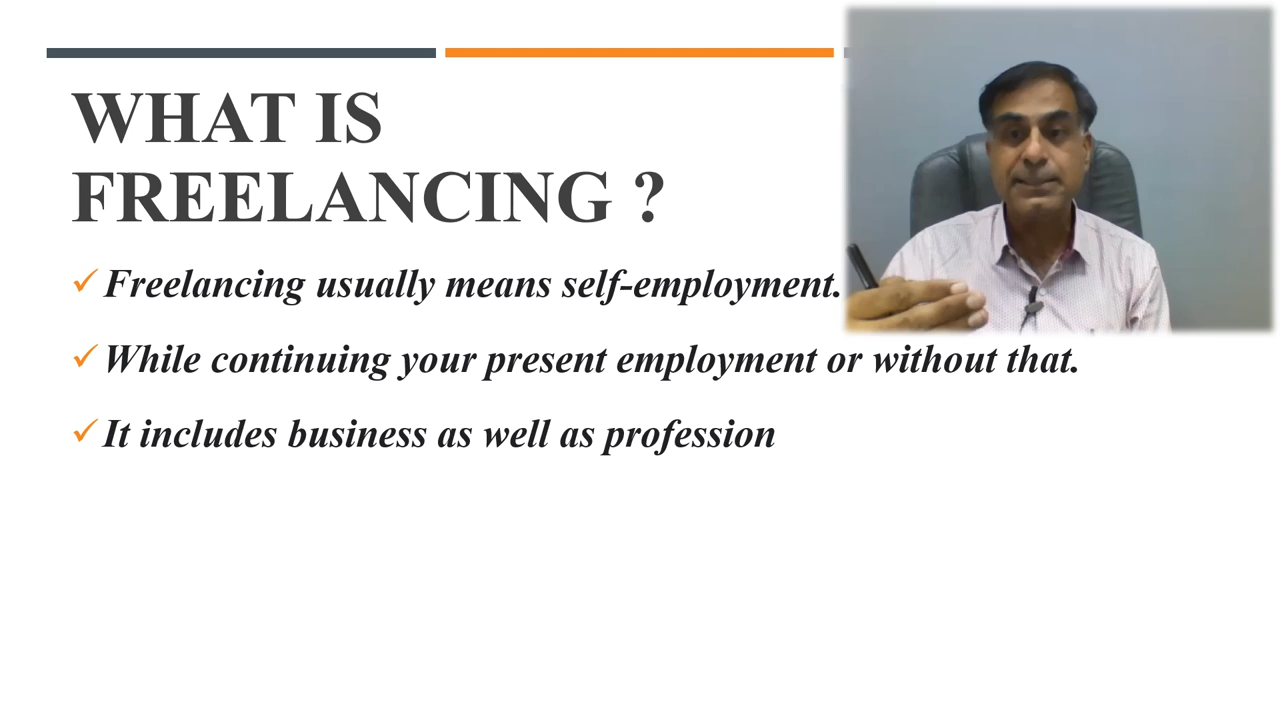 WHAT IS
FREELANCING ?
Freelancing usually means self-employment.
While continuing your present employment or without that.
It includes business as well as profession